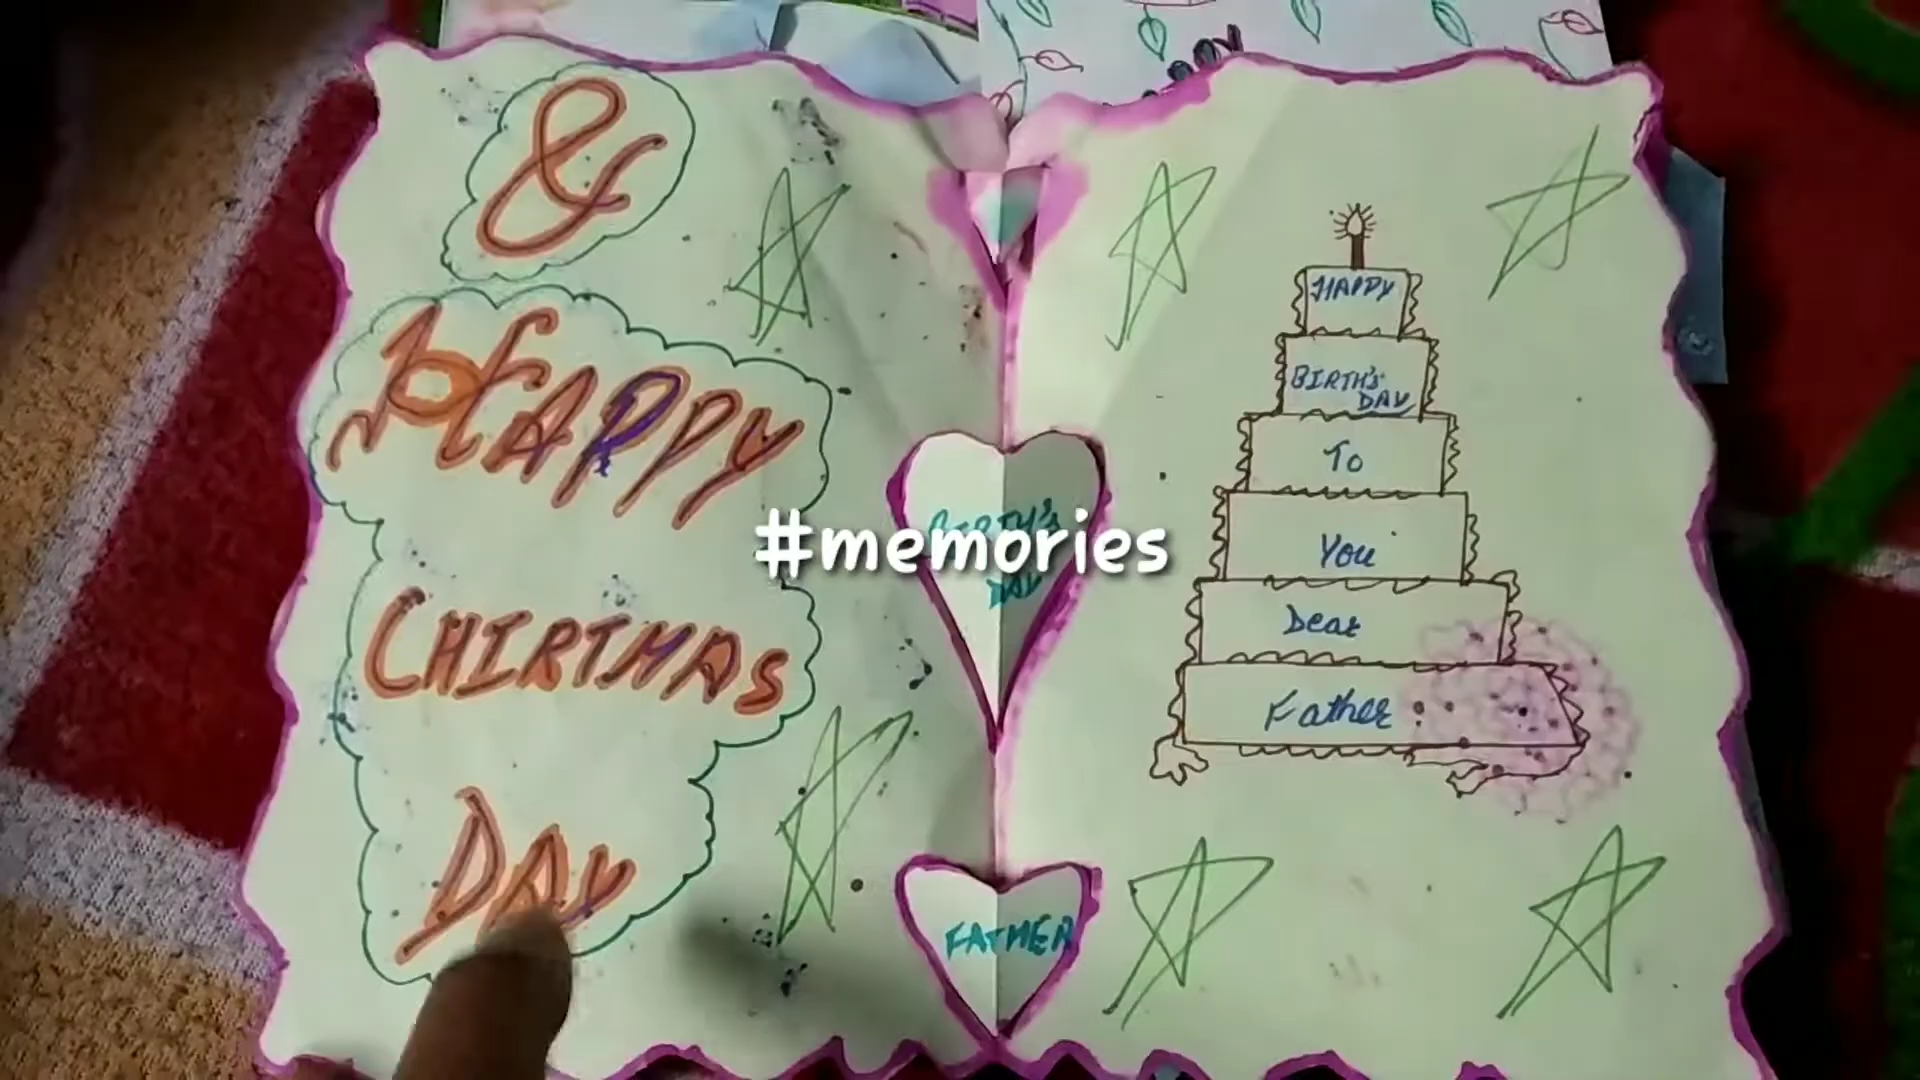 &
HAPPY
CHIRTMAS
DAY
BIRTH'S
DAY
FATHER
#memories
HAPPY
BIRTH'S
DAY
To
You
Dear
Father